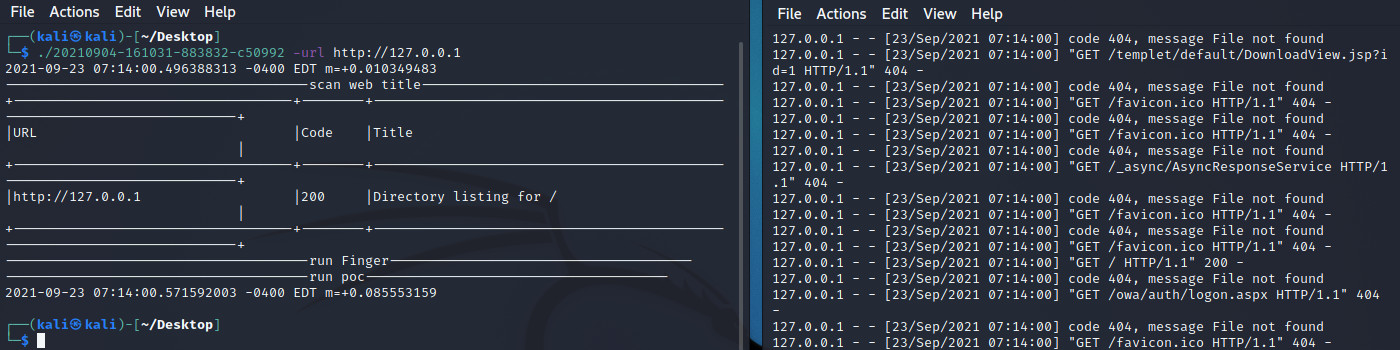 File Actions Edit View Help
┌──(kali㉿kali)-[~/Desktop]
└─$ ./20210904-161031-883832-c50992 -url http://127.0.0.1
2021-09-23 07:14:00.496388313 -0400 EDT m=+0.010349483
scan web title
|URL |Code |Title
|
|http://127.0.0.1 |200 |Directory listing for /
|
run Finger
run poc
2021-09-23 07:14:00.571592003 -0400 EDT m=+0.085553159
┌──(kali㉿kali)-[~/Desktop]
└─$
File Actions Edit View Help
127.0.0.1 - - [23/Sep/2021 07:14:00] code 404, message File not found
127.0.0.1 - - [23/Sep/2021 07:14:00] "GET /templet/default/DownloadView.jsp?i
d=1 HTTP/1.1" 404 -
127.0.0.1 - - [23/Sep/2021 07:14:00] code 404, message File not found
127.0.0.1 - - [23/Sep/2021 07:14:00] "GET /favicon.ico HTTP/1.1" 404 -
127.0.0.1 - - [23/Sep/2021 07:14:00] code 404, message File not found
127.0.0.1 - - [23/Sep/2021 07:14:00] "GET /favicon.ico HTTP/1.1" 404 -
127.0.0.1 - - [23/Sep/2021 07:14:00] code 404, message File not found
127.0.0.1 - - [23/Sep/2021 07:14:00] "GET /_async/AsyncResponseService HTTP/1
.1" 404 -
127.0.0.1 - - [23/Sep/2021 07:14:00] code 404, message File not found
127.0.0.1 - - [23/Sep/2021 07:14:00] "GET /favicon.ico HTTP/1.1" 404 -
127.0.0.1 - - [23/Sep/2021 07:14:00] code 404, message File not found
127.0.0.1 - - [23/Sep/2021 07:14:00] "GET /favicon.ico HTTP/1.1" 404 -
127.0.0.1 - - [23/Sep/2021 07:14:00] "GET / HTTP/1.1" 200 -
127.0.0.1 - - [23/Sep/2021 07:14:00] code 404, message File not found
127.0.0.1 - - [23/Sep/2021 07:14:00] "GET /owa/auth/logon.aspx HTTP/1.1" 404
-
127.0.0.1 - - [23/Sep/2021 07:14:00] code 404, message File not found
127.0.0.1 - - [23/Sep/2021 07:14:00] "GET /favicon.ico HTTP/1.1" 404 -